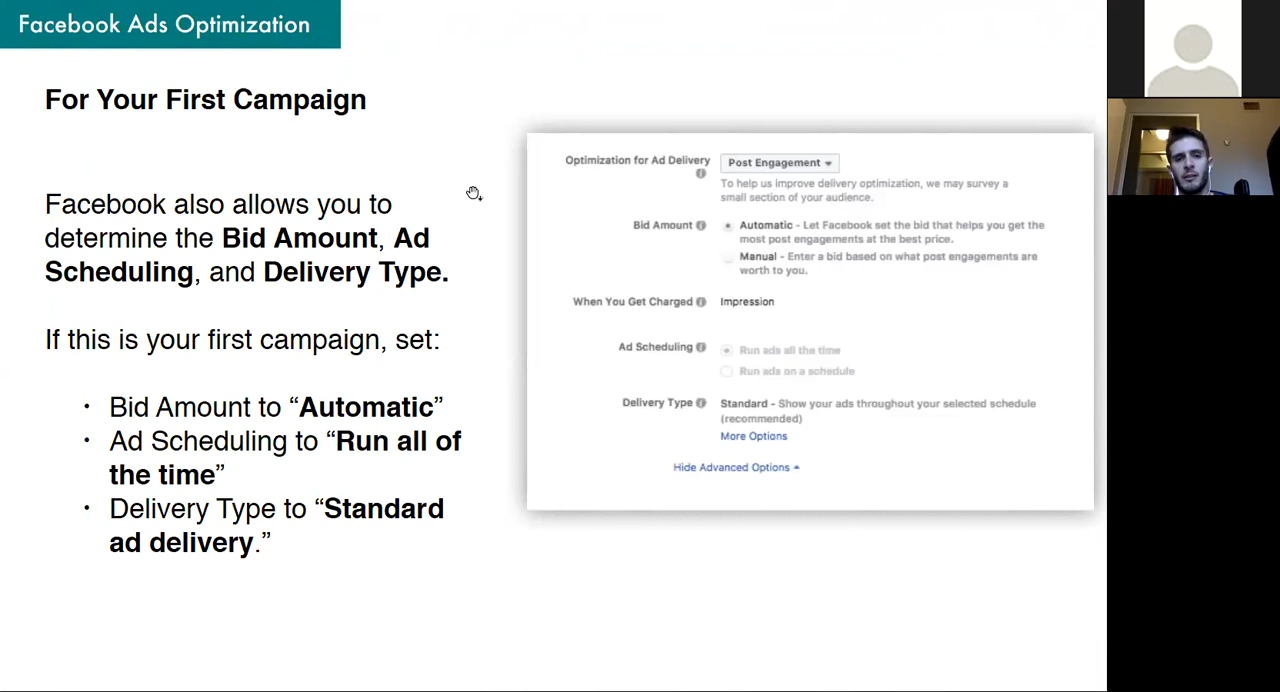 Facebook Ads Optimization
For Your First Campaign
Facebook also allows you to
determine the Bid Amount, Ad
Scheduling, and Delivery Type.
If this is your first campaign, set:
· Bid Amount to “Automatic”
· Ad Scheduling to “Run all of
the time”
· Delivery Type to “Standard
ad delivery.”
Optimization for Ad Delivery
Post Engagement
To help us improve delivery optimization, we may survey a
small section of your audience.
Bid Amount
Automatic - Let Facebook set the bid that helps you get the
most post engagements at the best price.
Manual - Enter a bid based on what post engagements are
worth to you.
When You Get Charged
Impression
Ad Scheduling
Run ads all the time
Run ads on a schedule
Delivery Type
Standard - Show your ads throughout your selected schedule
(recommended)
More Options
Hide Advanced Options